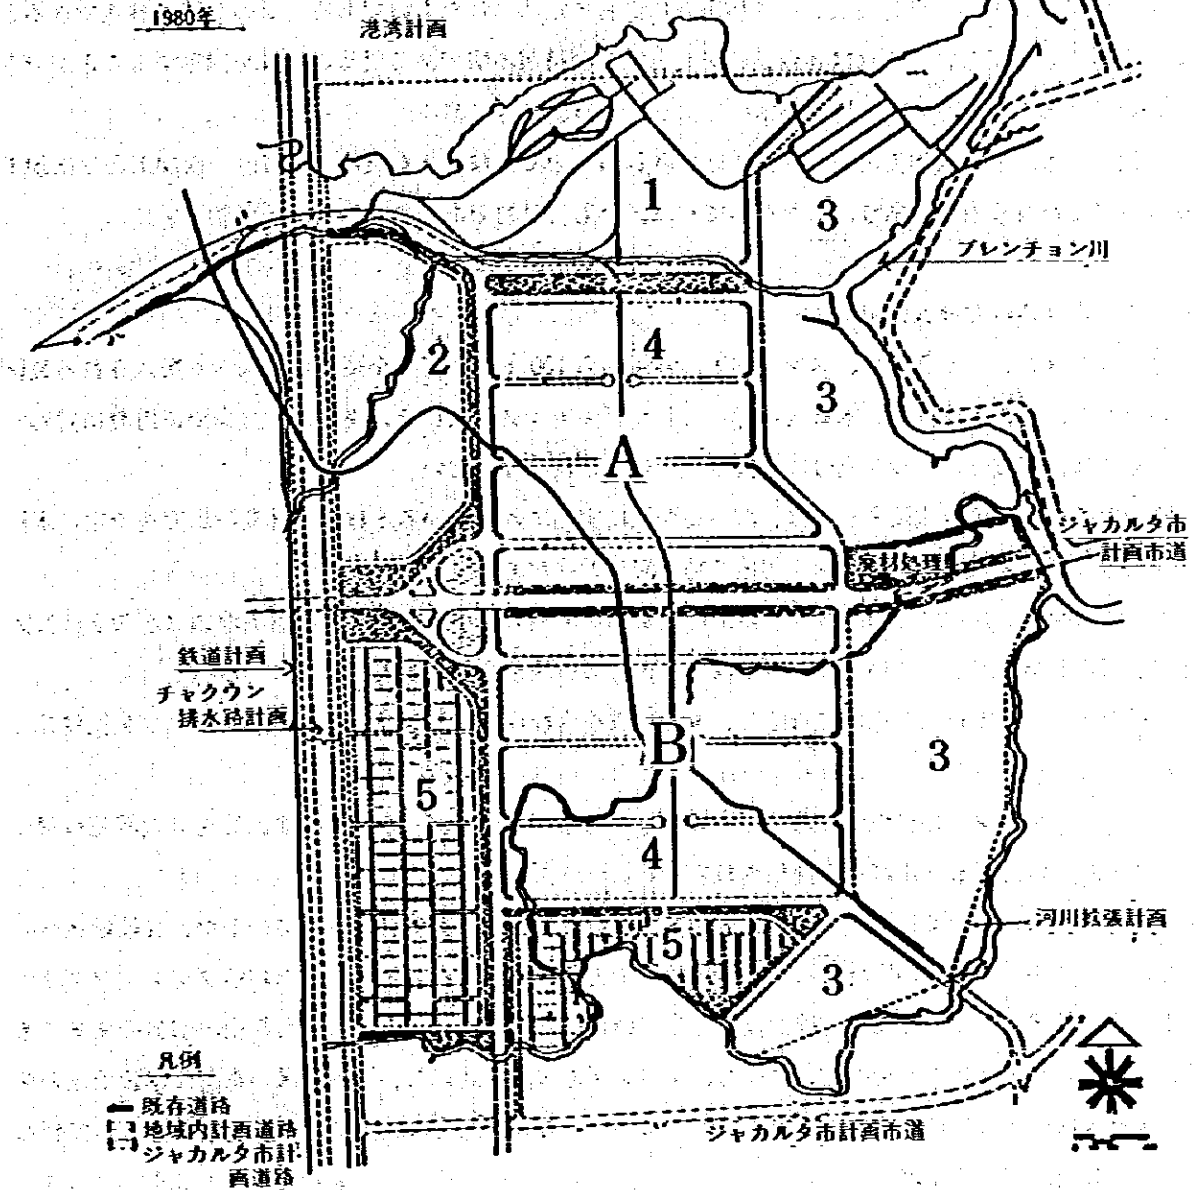 1980年
港湾計画
1
3
ブレンチョン川
2
4
3
A
ジャカルタ市
計画市道
廃材処理
鉄道計画
チャクウン
排水路計画
B
3
5
4
河川拡張計画
5
3
凡例
既存道路
地域内計画道路
ジャカルタ市計
画道路
ジャカルタ市計画市道